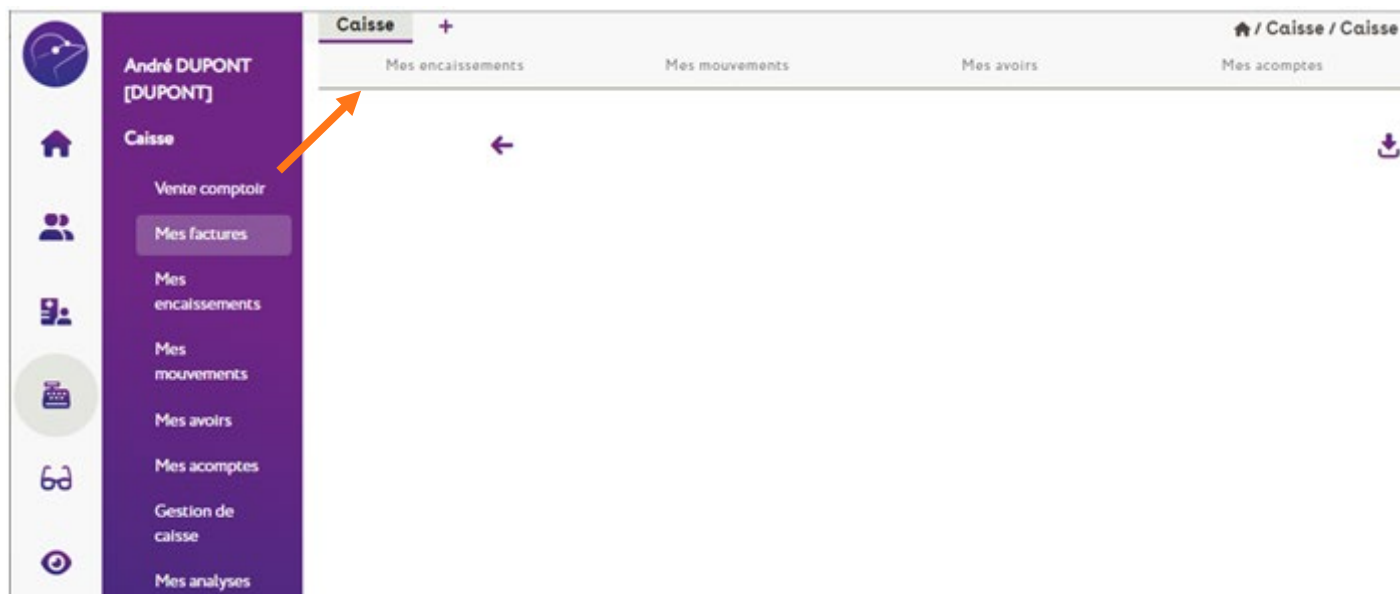 Caisse +
/ Caisse / Caisse
Mes encaissements
Mes mouvements
Mes avoirs
Mes acomptes
André DUPONT
[DUPONT]
Caisse
Vente comptoir
Mes factures
Mes
encaissements
Mes
mouvements
Mes avoirs
Mes acomptes
Gestion de
caisse
Mes analyses